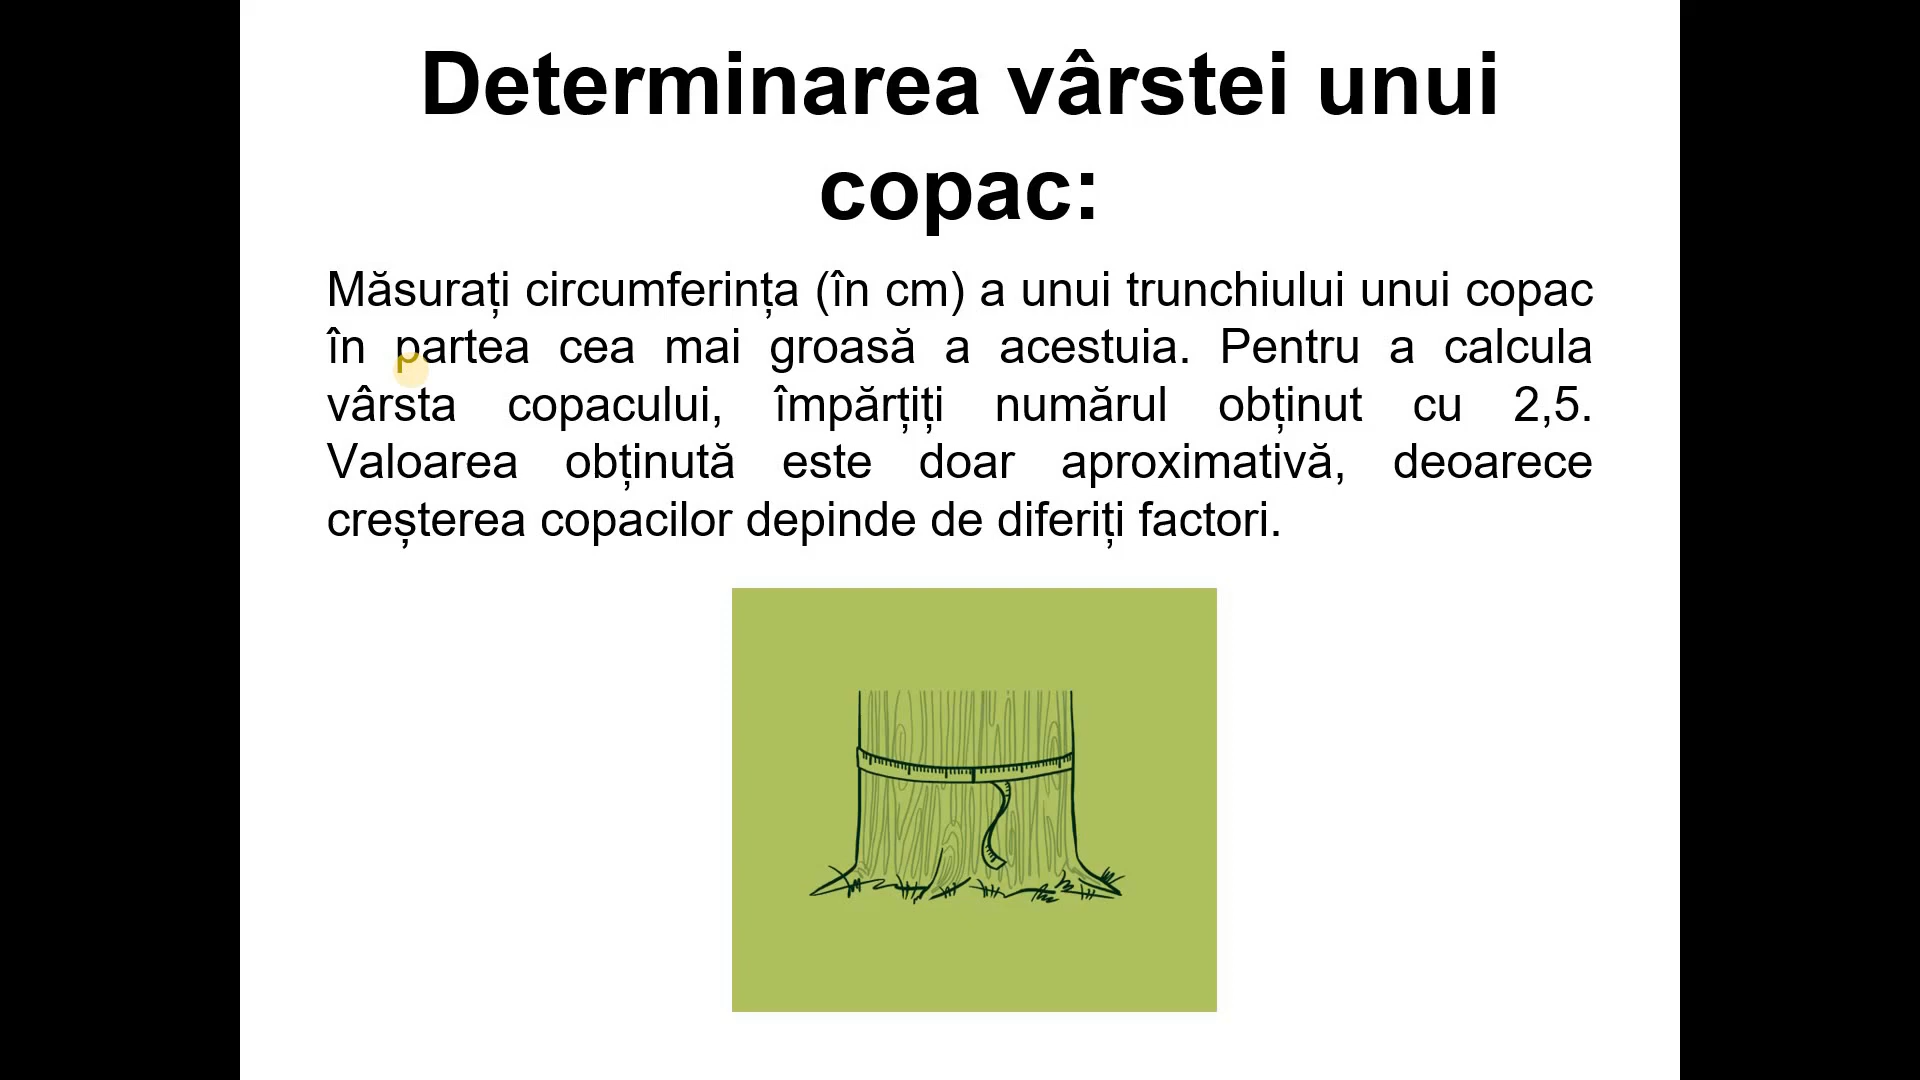 Determinarea vârstei unui
copac:
Măsurați circumferința (în cm) a unui trunchiului unui copac
în partea cea mai groasă a acestuia. Pentru a calcula
vârsta copacului, împărțiți numărul obținut cu 2,5.
Valoarea obținută este doar aproximativă, deoarece
creșterea copacilor depinde de diferiți factori.